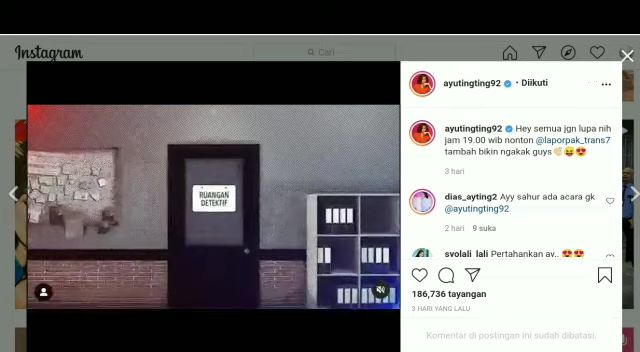 Instagram
Cari
ayutingting92 • Diikuti
ayutingting92 Hey semua jgn lupa nih
jam 19.00 wib nonton @laporpak_trans7
tambah bikin ngakak guys👏🏻😝😍
3 hari
dias_ayting2 Ayy sahur ada acara gk
@ayutingting92
2 hari 9 suka
syolali_lali Pertahankan ay.. 😍😍
186,736 tayangan
3 HARI YANG LALU
Komentar di postingan ini sudah dibatasi.
RUANGAN
DETEKTIF